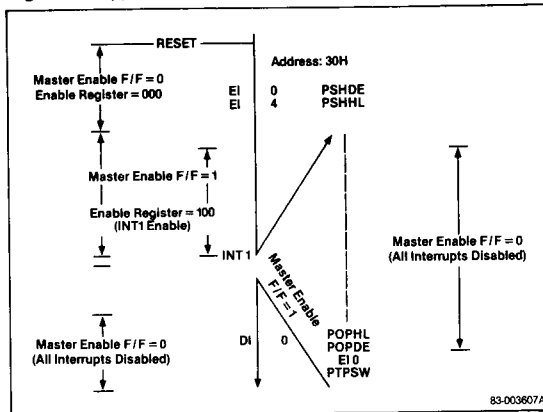 RESET
Address: 30H
Master Enable F/F = 0
Enable Register = 000
EI 0 PSHDE
EI 4 PSHHL
Master Enable F/F = 1
Enable Register = 100
(INT1 Enable)
INT 1
Master Enable
F/F = 1
Master Enable F/F = 0
(All Interrupts Disabled)
Master Enable F/F = 0
(All Interrupts Disabled)
DI 0
POPHL
POPDE
EI 0
PTPSW
83-003607A